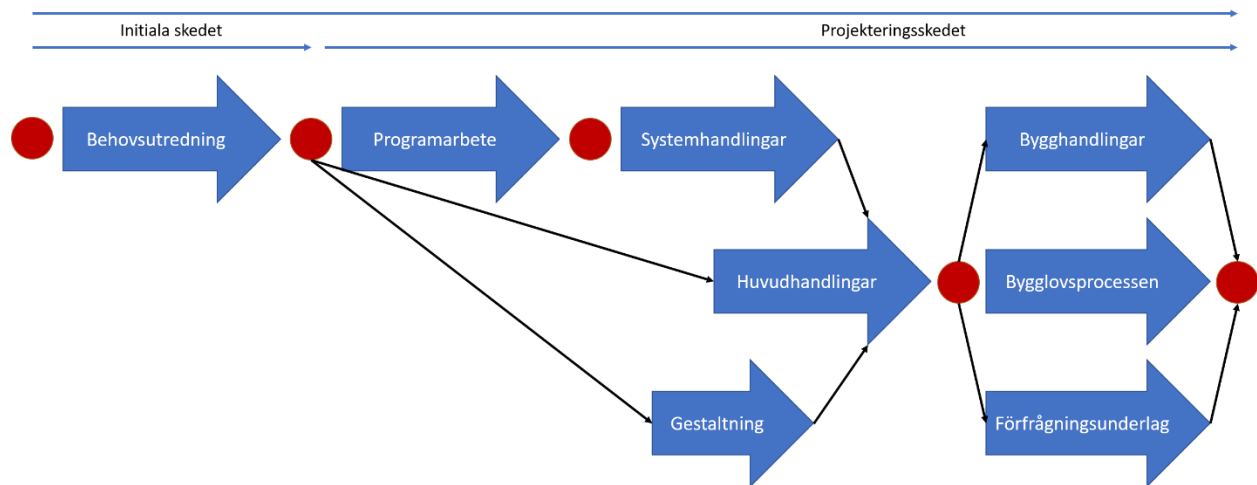 Initiala skedet
Projekteringsskedet
Behovsutredning
Programarbete
Systemhandlingar
Bygghandlingar
Huvudhandlingar
Bygglovsprocessen
Gestaltning
Förfrågningsunderlag